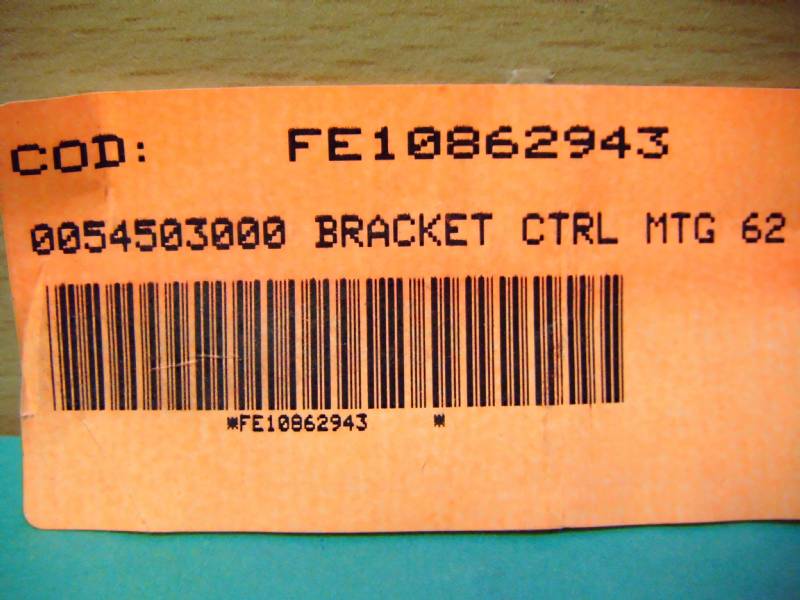 COD: FE10862943
0054503000 BRACKET CTRL MTG 62
*FE10862943 *